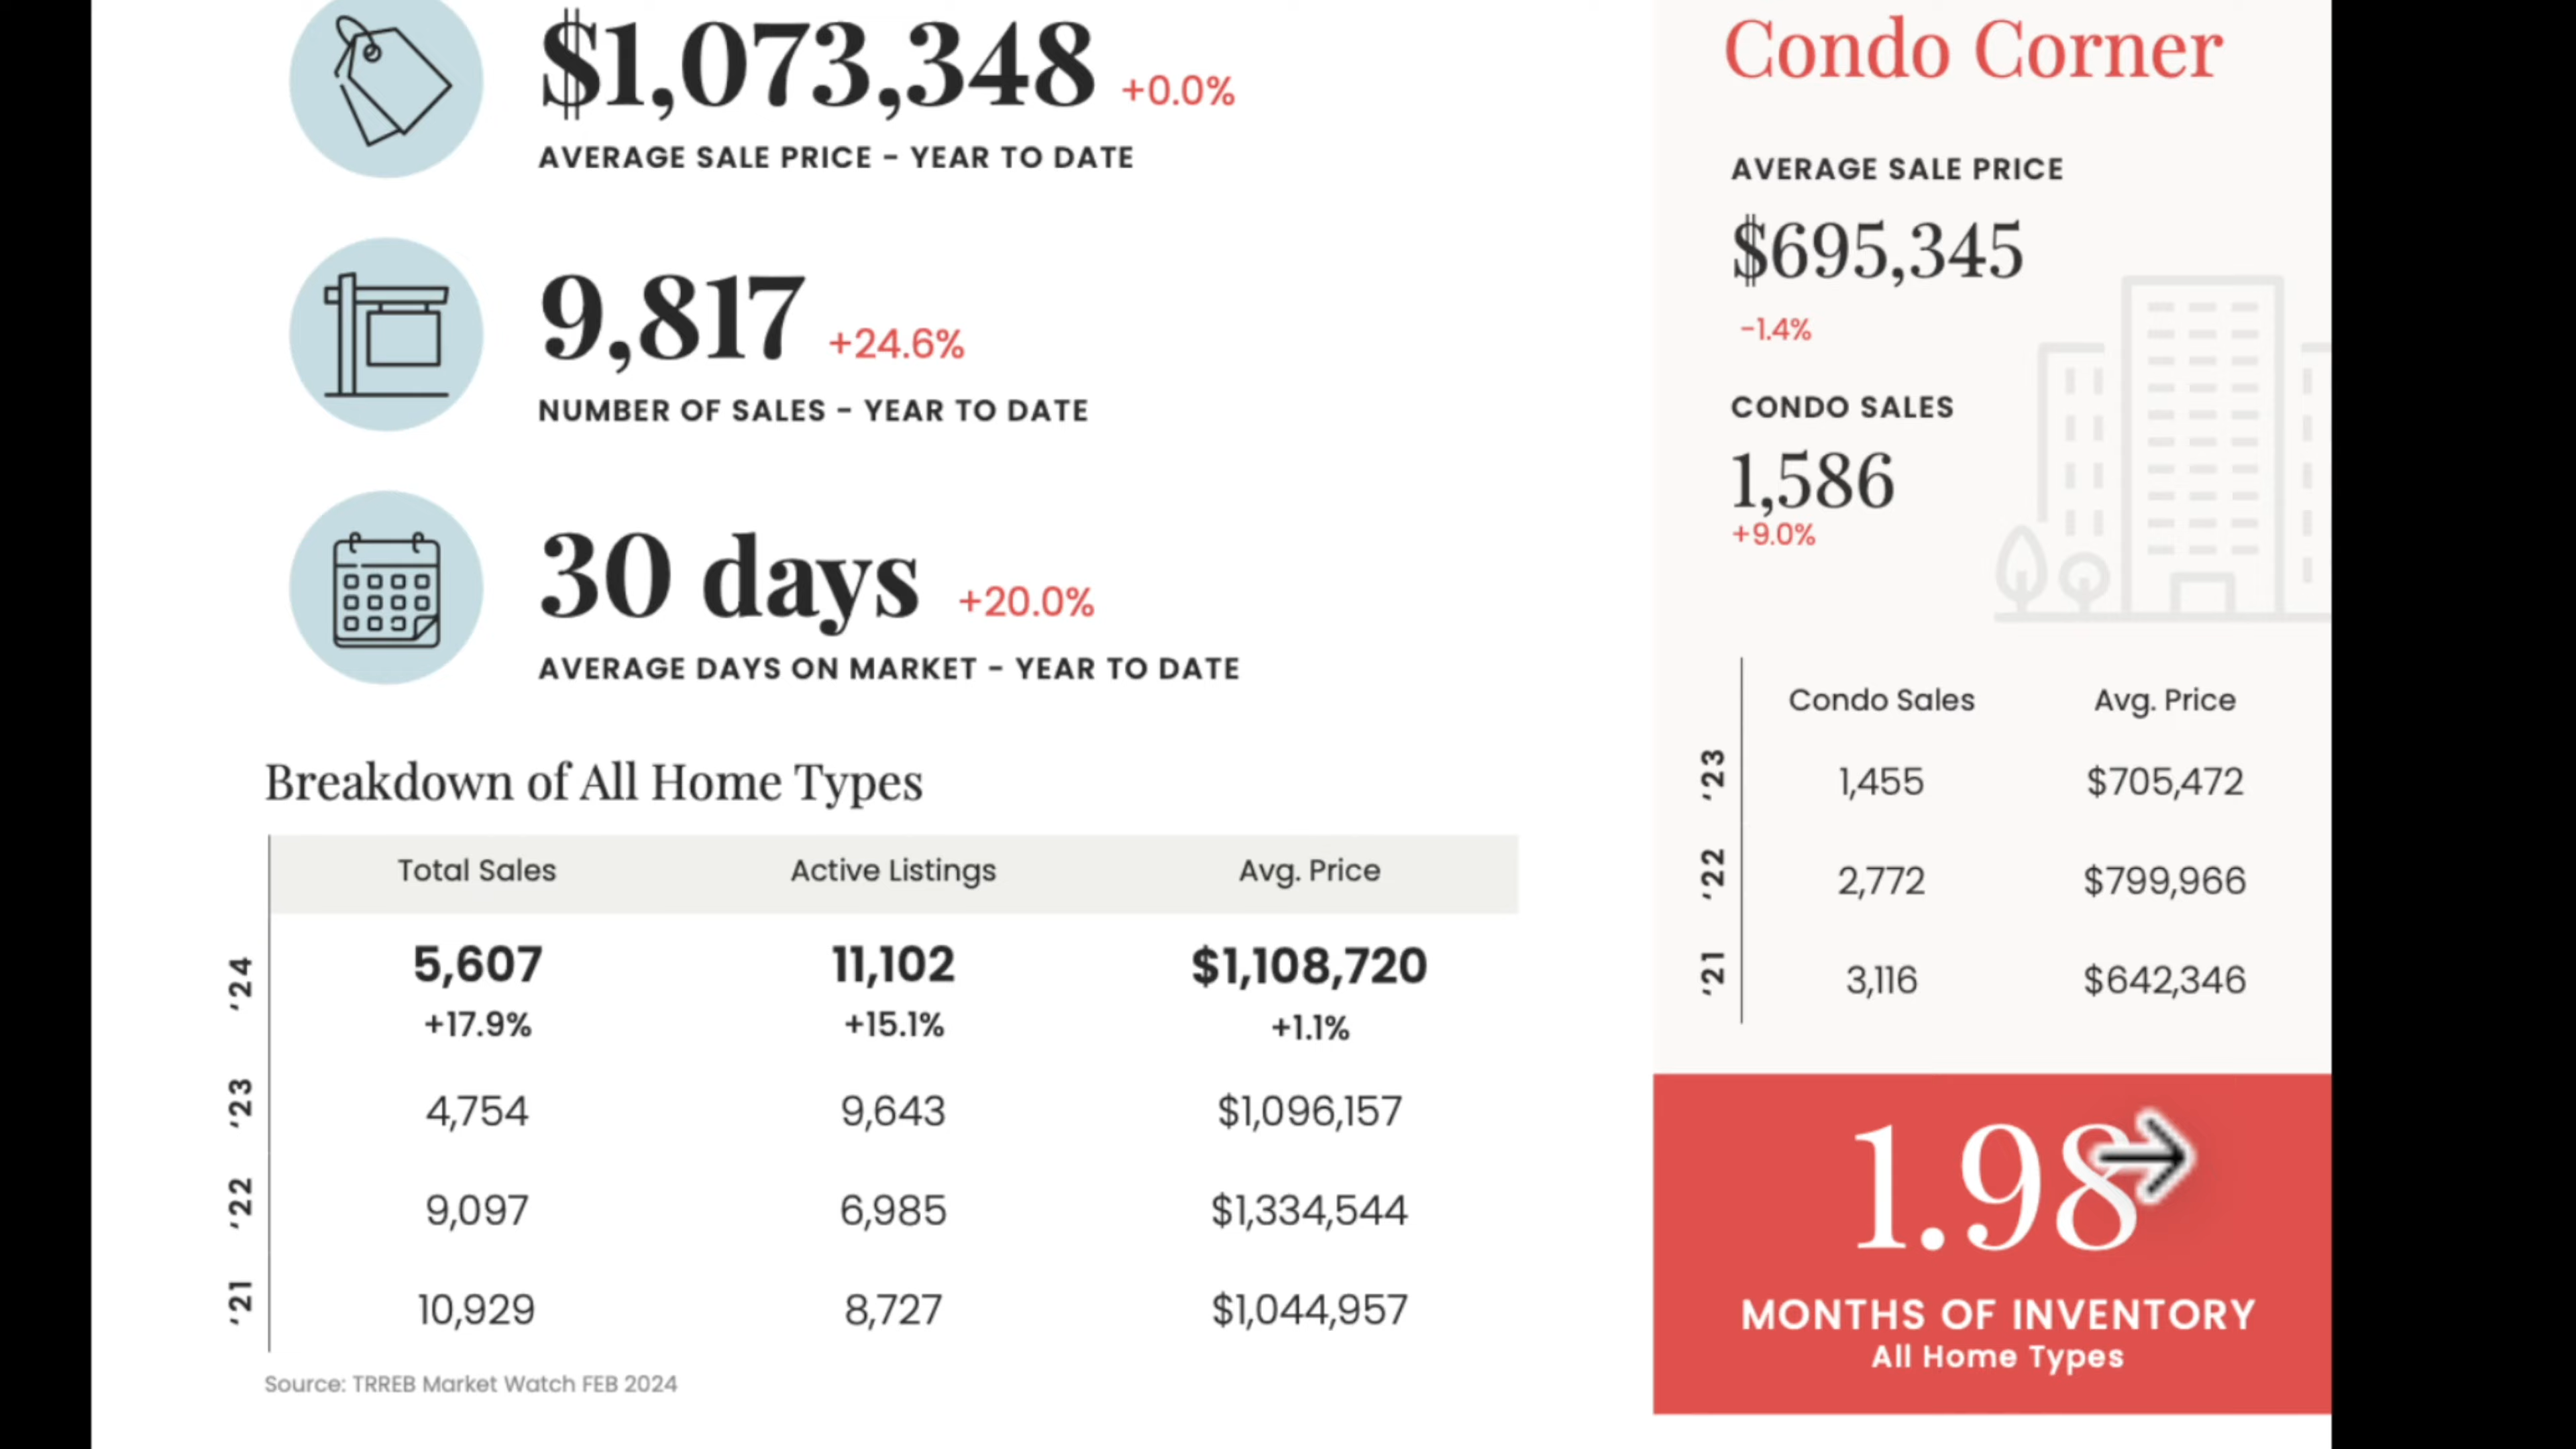 $1,073,348 +0.0%
AVERAGE SALE PRICE - YEAR TO DATE
9,817 +24.6%
NUMBER OF SALES - YEAR TO DATE
30 days +20.0%
AVERAGE DAYS ON MARKET - YEAR TO DATE
Breakdown of All Home Types
Total Sales Active Listings Avg. Price
'24 5,607 11,102 $1,108,720
+17.9% +15.1% +1.1%
'23 4,754 9,643 $1,096,157
'22 9,097 6,985 $1,334,544
'21 10,929 8,727 $1,044,957
Source: TRREB Market Watch FEB 2024
Condo Corner
AVERAGE SALE PRICE
$695,345
-1.4%
CONDO SALES
1,586
+9.0%
Condo Sales Avg. Price
'23 1,455 $705,472
'22 2,772 $799,966
'21 3,116 $642,346
1.98
MONTHS OF INVENTORY
All Home Types